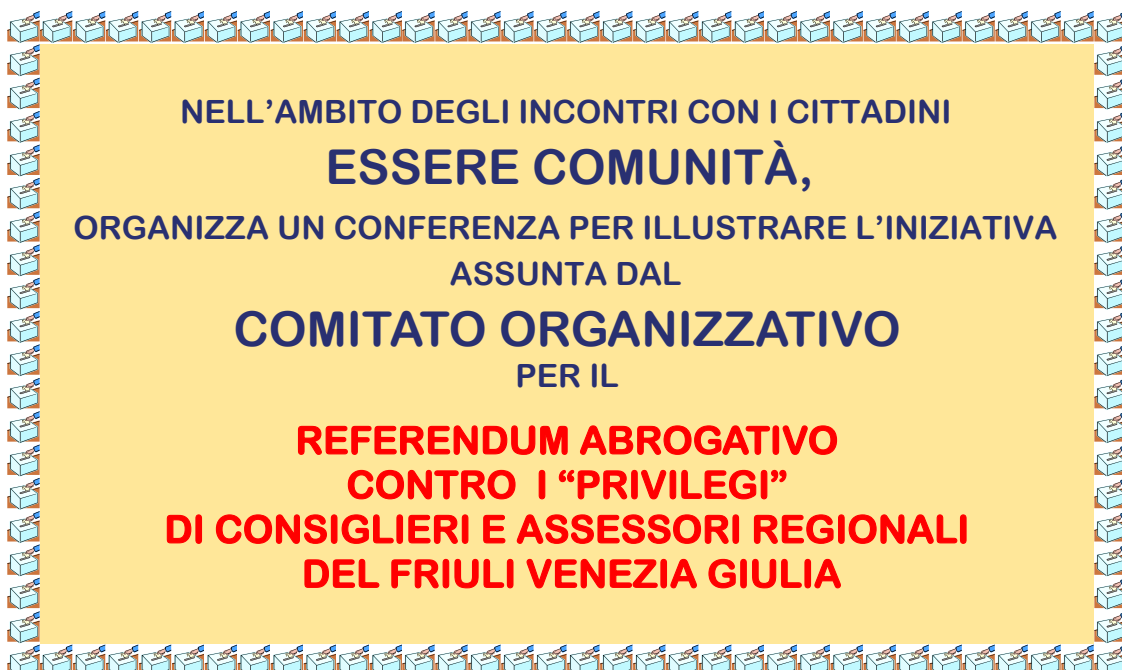 NELL’AMBITO DEGLI INCONTRI CON I CITTADINI
ESSERE COMUNITÀ,
ORGANIZZA UN CONFERENZA PER ILLUSTRARE L’INIZIATIVA
ASSUNTA DAL
COMITATO ORGANIZZATIVO
PER IL
REFERENDUM ABROGATIVO
CONTRO I “PRIVILEGI”
DI CONSIGLIERI E ASSESSORI REGIONALI
DEL FRIULI VENEZIA GIULIA